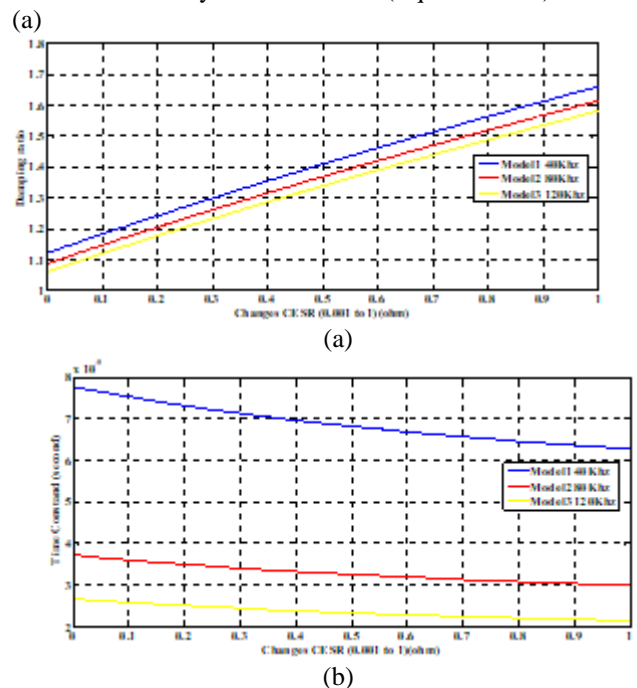 (a)
1.8
1.7
1.6
1.5
1.4
1.3
1.2
1.1
1
Damping ratio
Model1 40Khz
Model2 80Khz
Model3 120Khz
0 0.1 0.2 0.3 0.4 0.5 0.6 0.7 0.8 0.9 1
Changes CESR (0.001 to 1)(ohm)
(a)
8
7
6
5
4
3
2
Time Constand (second)
Model1 40 Khz
Model2 80 Khz
Model3 120Khz
0 0.1 0.2 0.3 0.4 0.5 0.6 0.7 0.8 0.9 1
Changes CESR (0.001 to 1)(ohm)
(b)